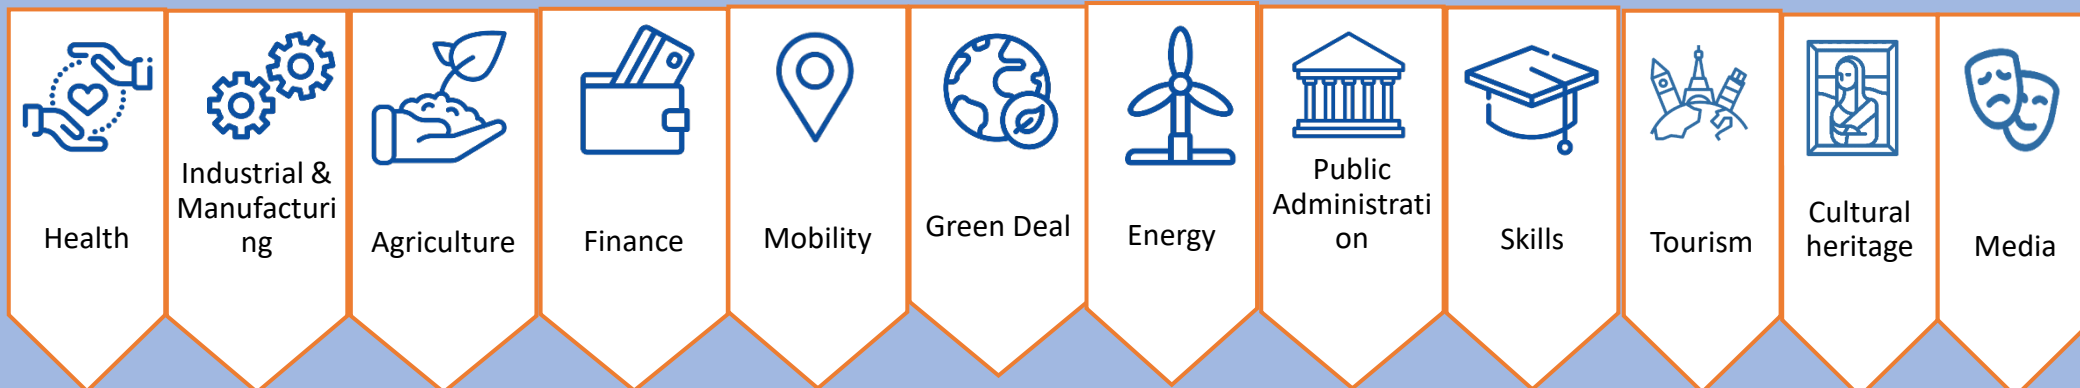 Health
Industrial &
Manufacturi
ng
Agriculture
Finance
Mobility
Green Deal
Energy
Public
Administrati
on
Skills
Tourism
Cultural
heritage
Media